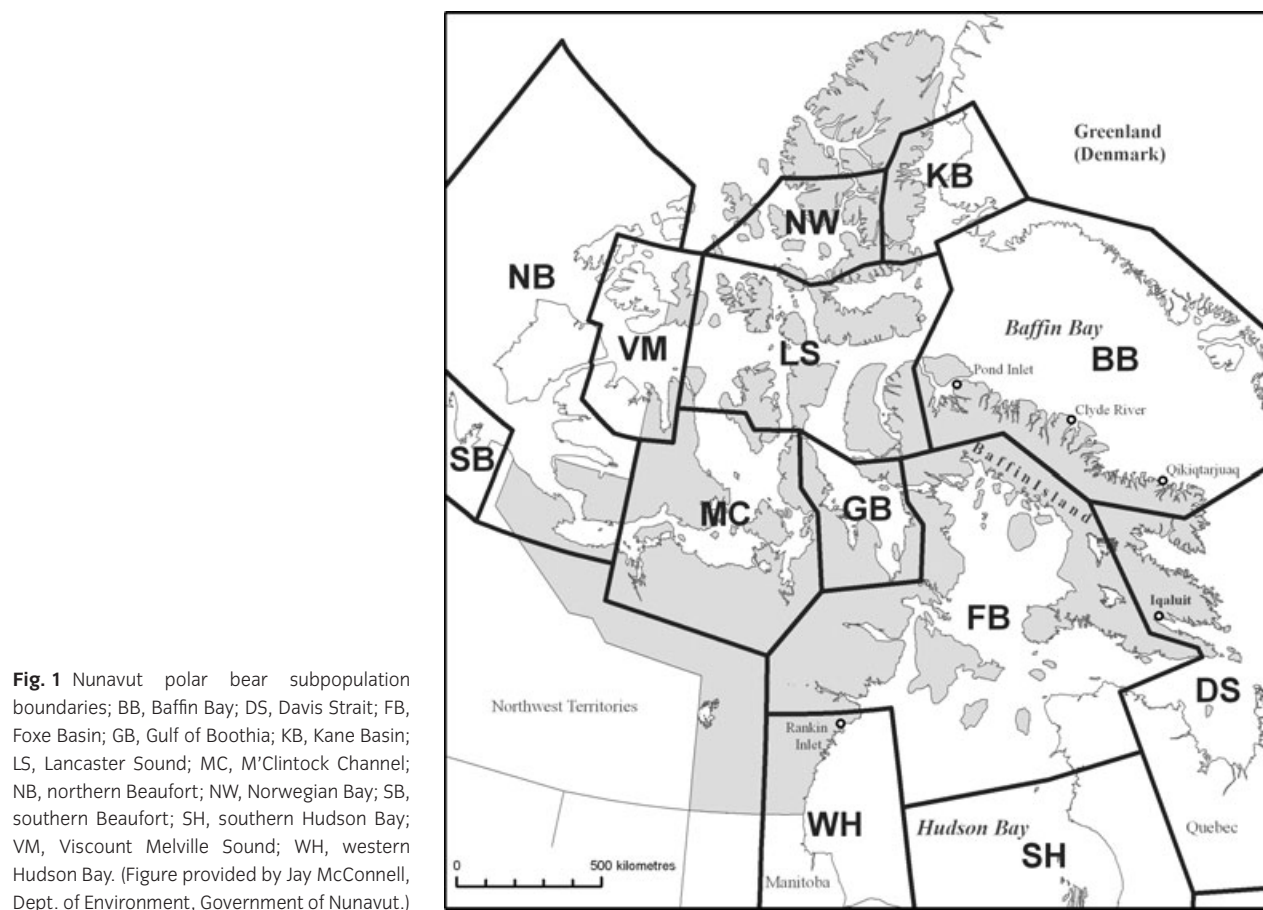 Greenland
(Denmark)
KB
NW
NB
Baffin Bay
VM
LS
BB
Pond Inlet
Clyde River
SB
Baffin Island
Qikiqtarjuaq
MC
GB
Iqaluit
FB
Fig. 1 Nunavut polar bear subpopulation
boundaries; BB, Baffin Bay; DS, Davis Strait; FB,
Foxe Basin; GB, Gulf of Boothia; KB, Kane Basin;
LS, Lancaster Sound; MC, M'Clintock Channel;
NB, northern Beaufort; NW, Norwegian Bay; SB,
southern Beaufort; SH, southern Hudson Bay;
VM, Viscount Melville Sound; WH, western
Hudson Bay. (Figure provided by Jay McConnell,
Dept. of Environment, Government of Nunavut.)
DS
Northwest Territories
Rankin
Inlet
WH
Hudson Bay
Quebec
SH
0 500 kilometres
Manitoba